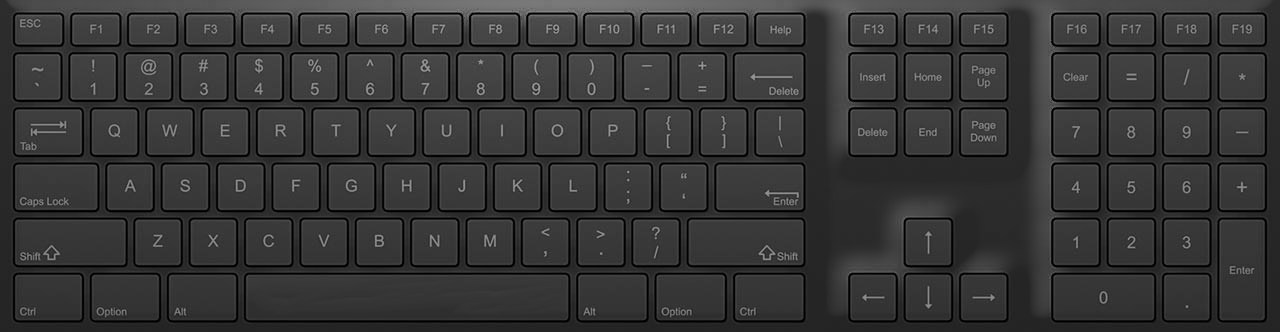 ESC F1 F2 F3 F4 F5 F6 F7 F8 F9 F10 F11 F12 Help F13 F14 F15 F16 F17 F18 F19
~ ! @ # $ % ^ & * ( ) — +
` 1 2 3 4 5 6 7 8 9 0 - = Delete Insert Home Page Up Clear = / *
Tab Q W E R T Y U I O P { [ } ] | \ Delete End Page Down 7 8 9 —
Caps Lock A S D F G H J K L : ; “ ‘ Enter 4 5 6 +
Shift Z X C V B N M < , > . ? / Shift ↑ 1 2 3 Enter
Ctrl Option Alt Alt Option Ctrl ← ↓ → 0 .